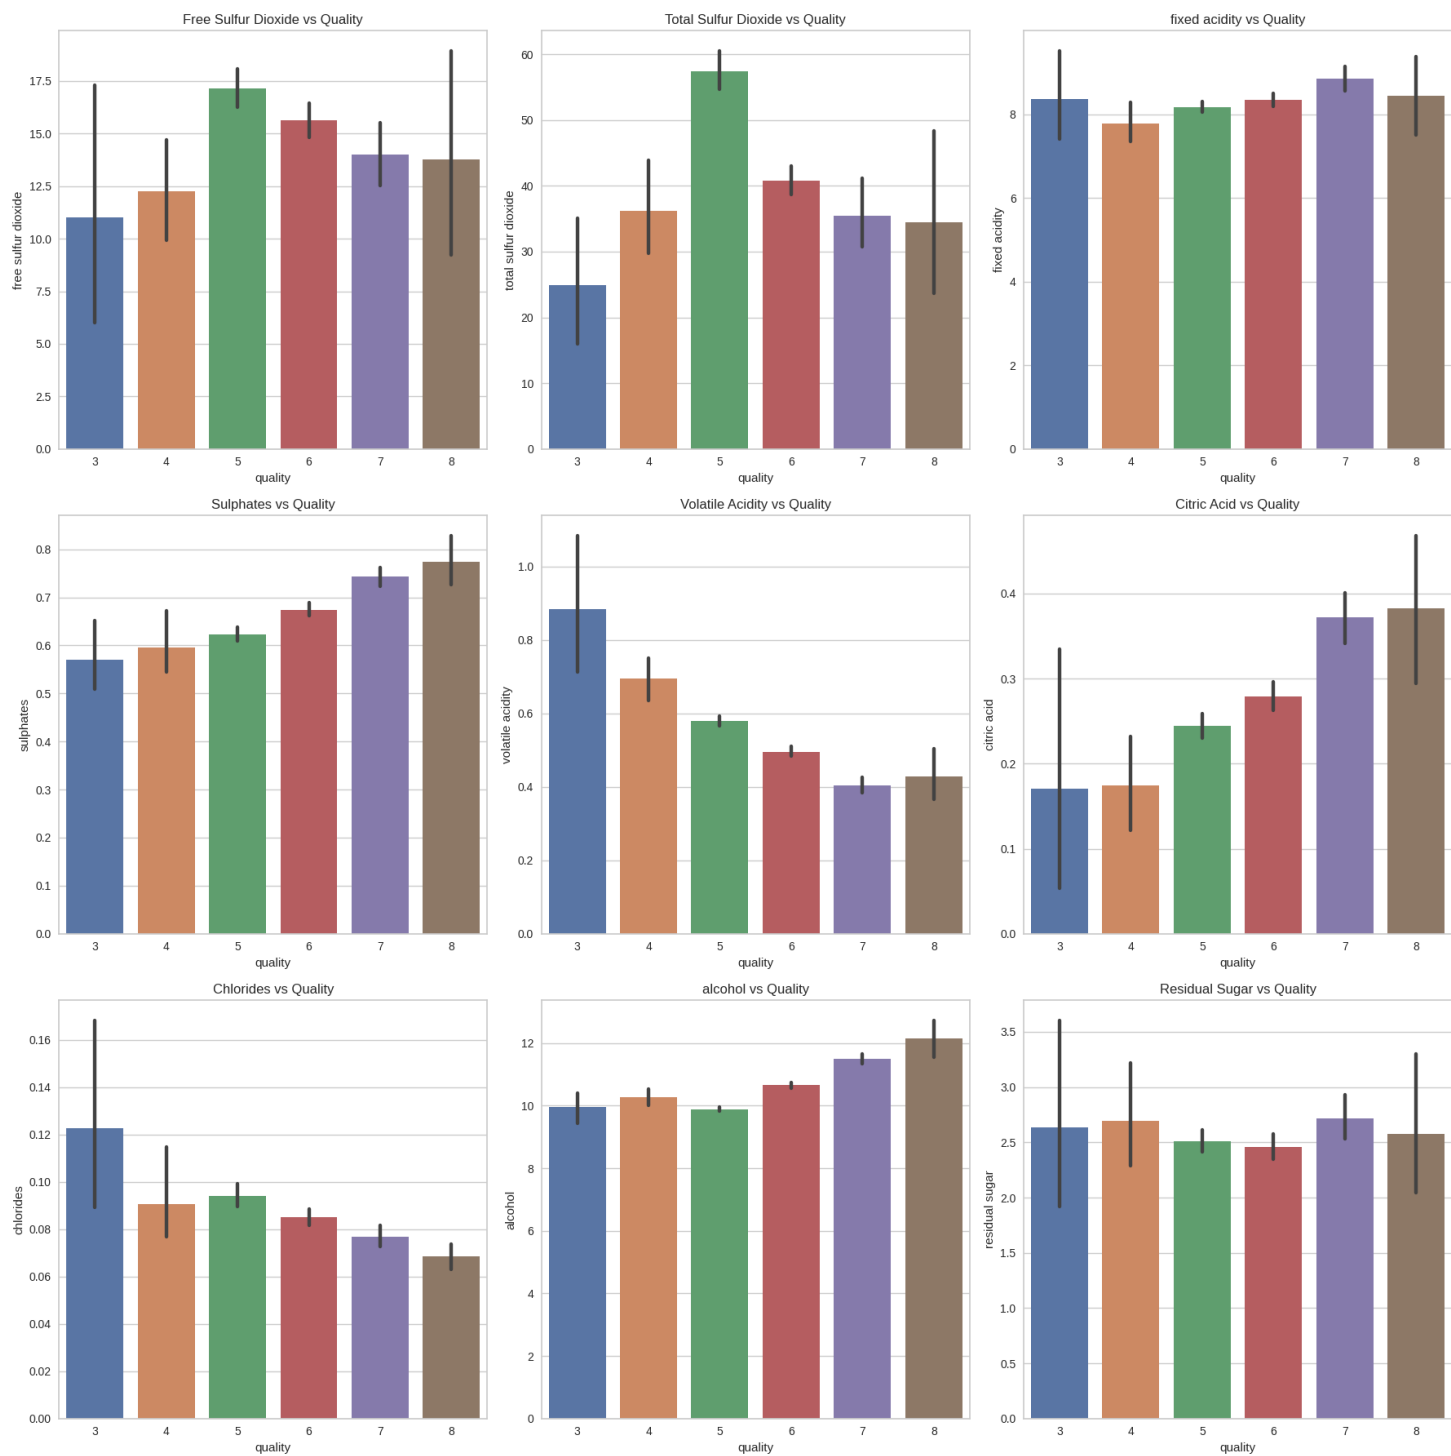 Free Sulfur Dioxide vs Quality
free sulfur dioxide
17.5
15.0
12.5
10.0
7.5
5.0
2.5
0.0
3 4 5 6 7 8
quality
Total Sulfur Dioxide vs Quality
total sulfur dioxide
60
50
40
30
20
10
0
3 4 5 6 7 8
quality
fixed acidity vs Quality
fixed acidity
8
6
4
2
0
3 4 5 6 7 8
quality
Sulphates vs Quality
sulphates
0.8
0.7
0.6
0.5
0.4
0.3
0.2
0.1
0.0
3 4 5 6 7 8
quality
Volatile Acidity vs Quality
volatile acidity
1.0
0.8
0.6
0.4
0.2
0.0
3 4 5 6 7 8
quality
Citric Acid vs Quality
citric acid
0.4
0.3
0.2
0.1
0.0
3 4 5 6 7 8
quality
Chlorides vs Quality
chlorides
0.16
0.14
0.12
0.10
0.08
0.06
0.04
0.02
0.00
3 4 5 6 7 8
quality
alcohol vs Quality
alcohol
12
10
8
6
4
2
0
3 4 5 6 7 8
quality
Residual Sugar vs Quality
residual sugar
3.5
3.0
2.5
2.0
1.5
1.0
0.5
0.0
3 4 5 6 7 8
quality